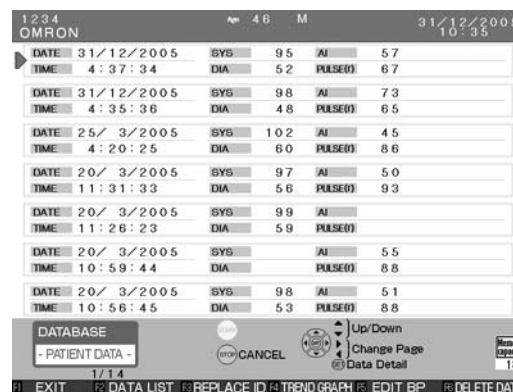 1234 Age 46 M 31/12/200
OMRON 10:35
DATE 31/12/2005 SYS 95 AI 57
TIME 4:37:34 DIA 52 PULSE(r) 67
DATE 31/12/2005 SYS 98 AI 73
TIME 4:35:36 DIA 48 PULSE(r) 65
DATE 25/ 3/2005 SYS 102 AI 45
TIME 4:20:25 DIA 60 PULSE(r) 86
DATE 20/ 3/2005 SYS 97 AI 50
TIME 11:31:33 DIA 56 PULSE(r) 93
DATE 20/ 3/2005 SYS 99 AI
TIME 11:26:23 DIA 59 PULSE(r)
DATE 20/ 3/2005 SYS AI 55
TIME 10:59:44 DIA PULSE(r) 88
DATE 20/ 3/2005 SYS 98 AI 51
TIME 10:56:45 DIA 53 PULSE(r) 88
DATABASE
- PATIENT DATA -
1/14
START
STOP CANCEL
SET Up/Down
Change Page
SET Data Detail
F1 EXIT F2 DATA LIST F3 REPLACE ID F4 TREND GRAPH F5 EDIT BP F6 DELETE DA